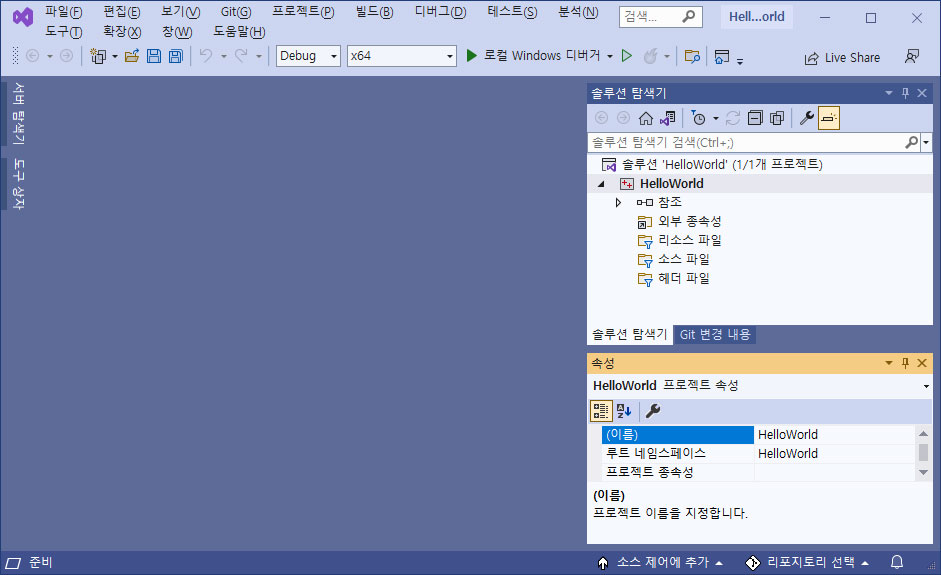 파일(F) 편집(E) 보기(V) Git(G) 프로젝트(P) 빌드(B) 디버그(D) 테스트(S) 분석(N)
도구(T) 확장(X) 창(W) 도움말(H)
검색...
Hell...orld
Debug x64 로컬 Windows 디버거 Live Share
서버 탐색기
도구 상자
솔루션 탐색기
솔루션 탐색기 검색(Ctrl+;)
솔루션 'HelloWorld' (1/1개 프로젝트)
HelloWorld
참조
외부 종속성
리소스 파일
소스 파일
헤더 파일
솔루션 탐색기 Git 변경 내용
속성
HelloWorld 프로젝트 속성
(이름) HelloWorld
루트 네임스페이스 HelloWorld
프로젝트 종속성
(이름)
프로젝트 이름을 지정합니다.
준비 소스 제어에 추가 리포지토리 선택